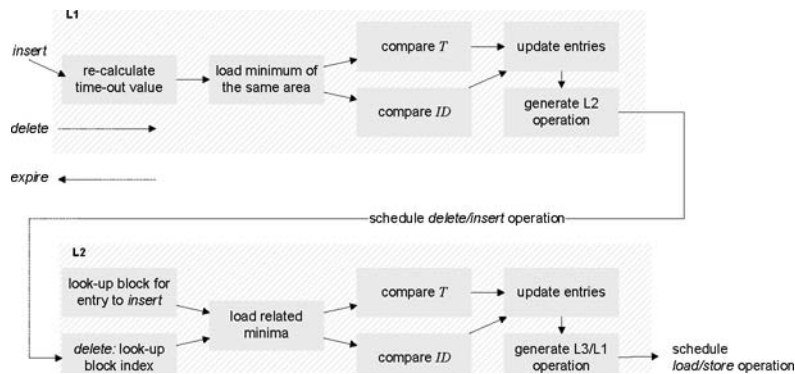 L1
insert
re-calculate
time-out value
load minimum of
the same area
compare T
compare ID
update entries
generate L2
operation
delete
expire
schedule delete/insert operation
L2
look-up block for
entry to insert
delete: look-up
block index
load related
minima
compare T
compare ID
update entries
generate L3/L1
operation
schedule
load/store operation